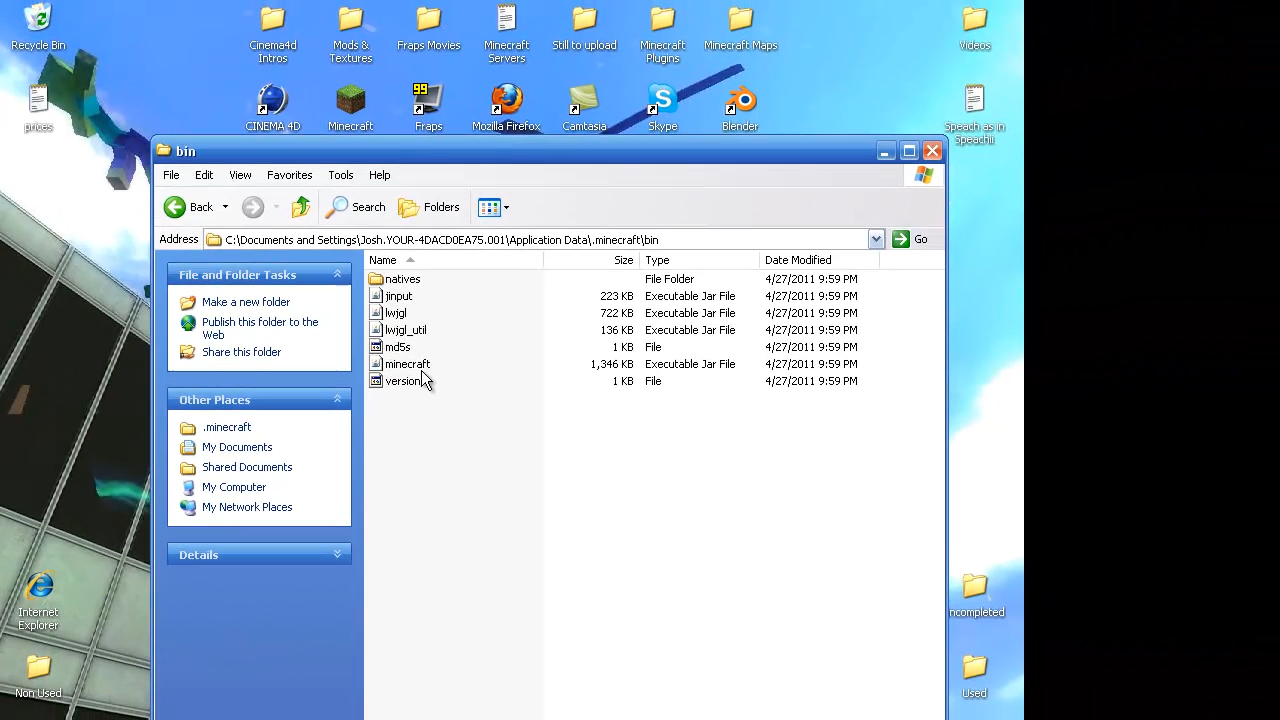 Recycle Bin
Cinema4d
Intros
Mods &
Textures
Fraps Movies
Minecraft
Servers
Still to upload
Minecraft
Plugins
Minecraft Maps
Videos
prices
CINEMA 4D
Minecraft
99
Fraps
Mozilla Firefox
Camtasia
Skype
Blender
Speach as in
Speachii
bin
File Edit View Favorites Tools Help
Back Search Folders
Address C:\Documents and Settings\Josh.YOUR-4DACD0EA75.001\Application Data\.minecraft\bin Go
Name Size Type Date Modified
natives File Folder 4/27/2011 9:59 PM
jinput 223 KB Executable Jar File 4/27/2011 9:59 PM
lwjgl 722 KB Executable Jar File 4/27/2011 9:59 PM
lwjgl_util 136 KB Executable Jar File 4/27/2011 9:59 PM
md5s 1 KB File 4/27/2011 9:59 PM
minecraft 1,346 KB Executable Jar File 4/27/2011 9:59 PM
version 1 KB File 4/27/2011 9:59 PM
File and Folder Tasks
Make a new folder
Publish this folder to the
Web
Share this folder
Other Places
.minecraft
My Documents
Shared Documents
My Computer
My Network Places
Details
Internet
Explorer
Non Used
ncompleted
Used